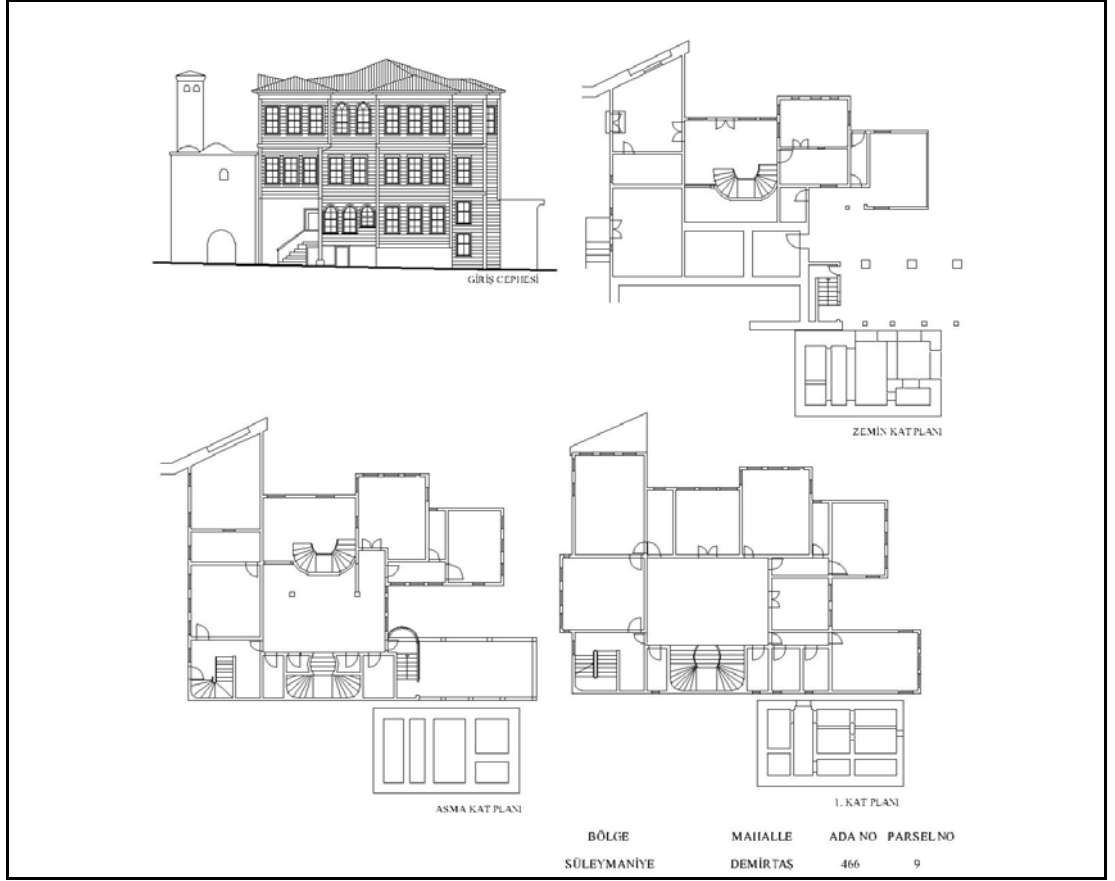 GİRİŞ CEPHESİ
ZEMİN KAT PLANI
ASMA KAT PLANI
1. KAT PLANI
BÖLGE MAHALLE ADA NO PARSEL NO
SÜLEYMANİYE DEMİRTAŞ 466 9